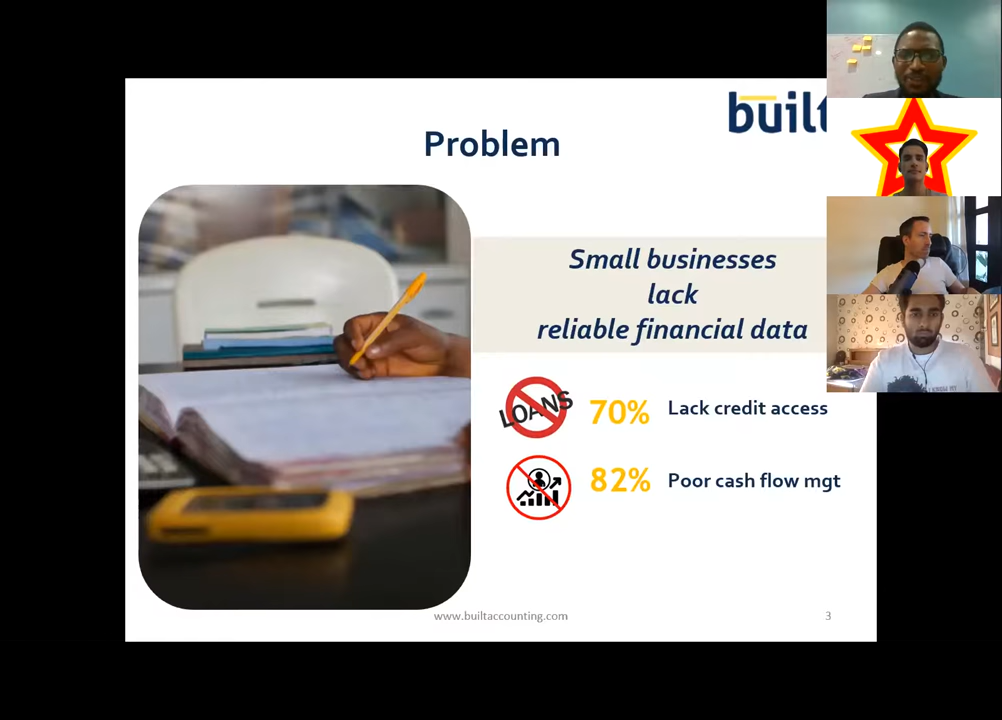 built
Problem
Small businesses
lack
reliable financial data
LOANS
70% Lack credit access
82% Poor cash flow mgt
www.builtaccounting.com
3